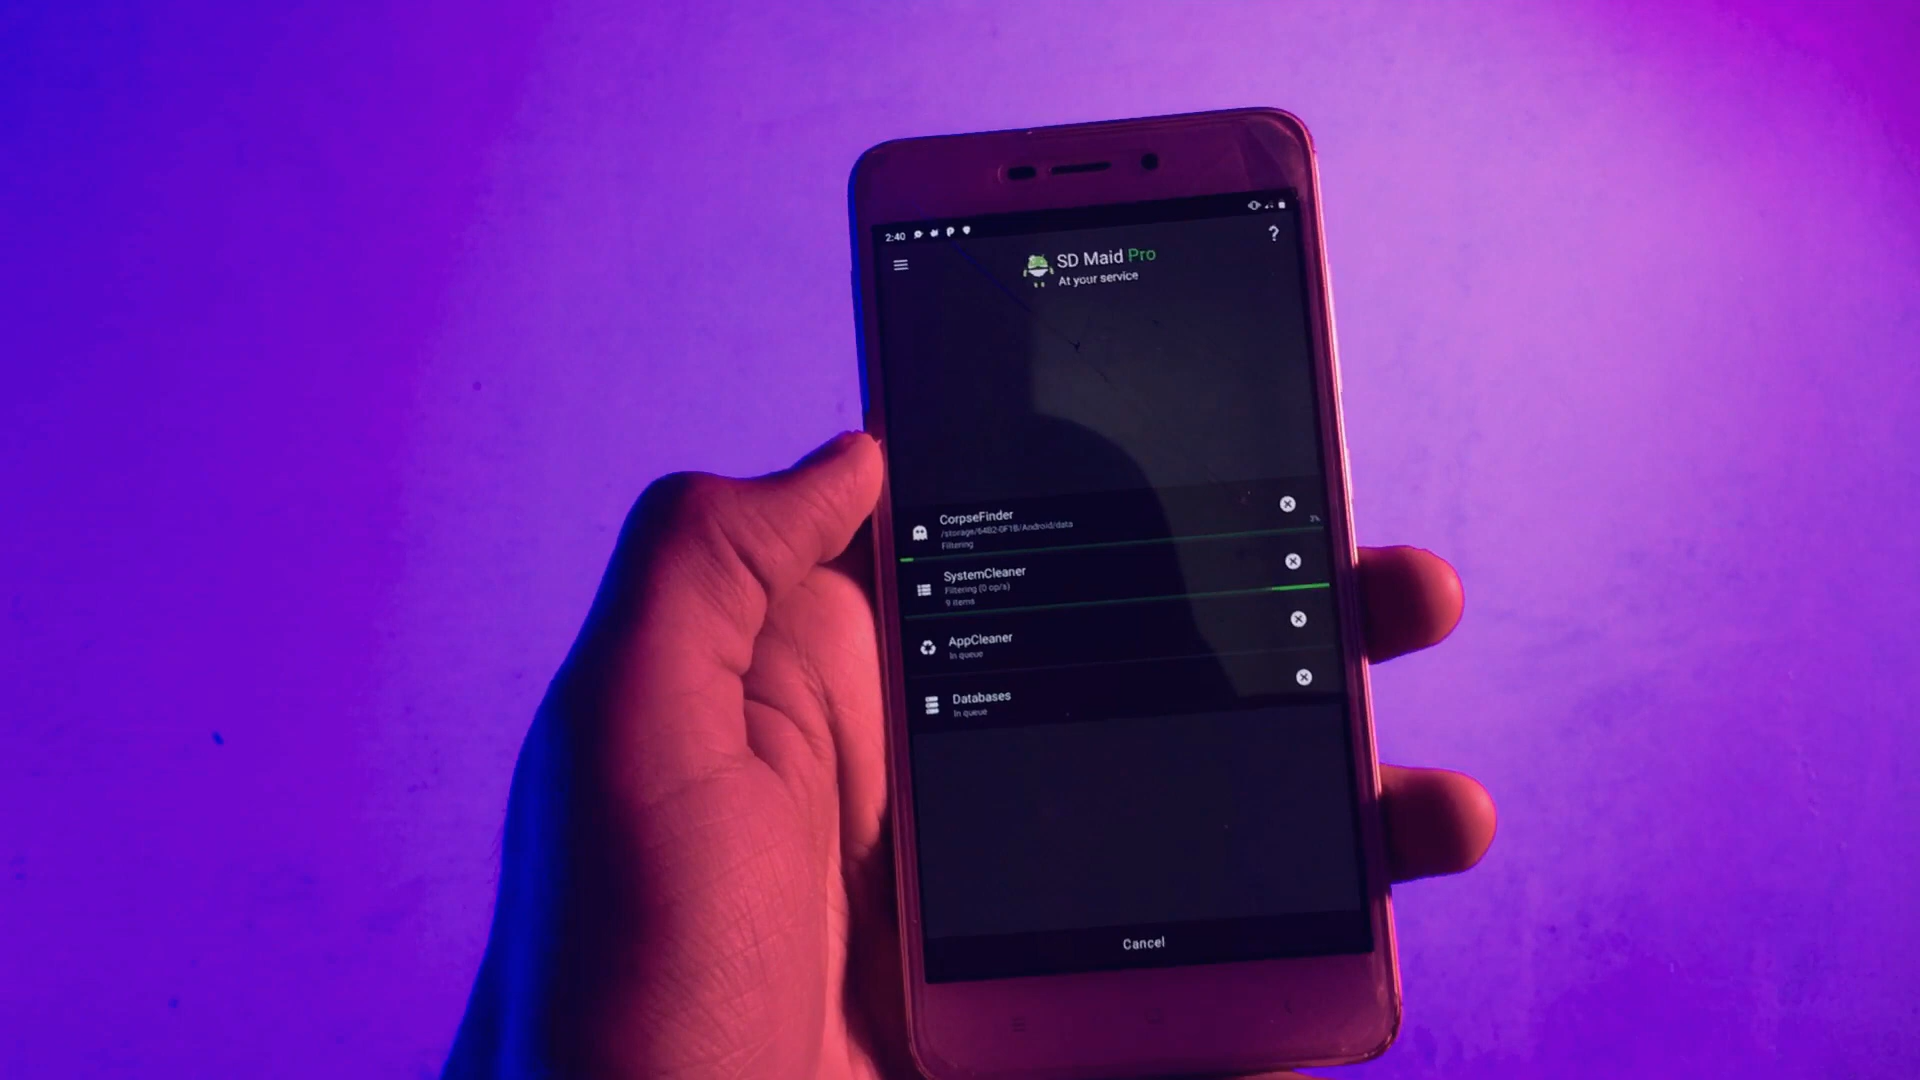 2:40
SD Maid Pro
At your service
?
CorpseFinder
/storage/64B2-0F1B/Android/data
Filtering
3%
SystemCleaner
Filtering (0 op/s)
9 items
AppCleaner
In queue
Databases
In queue
Cancel